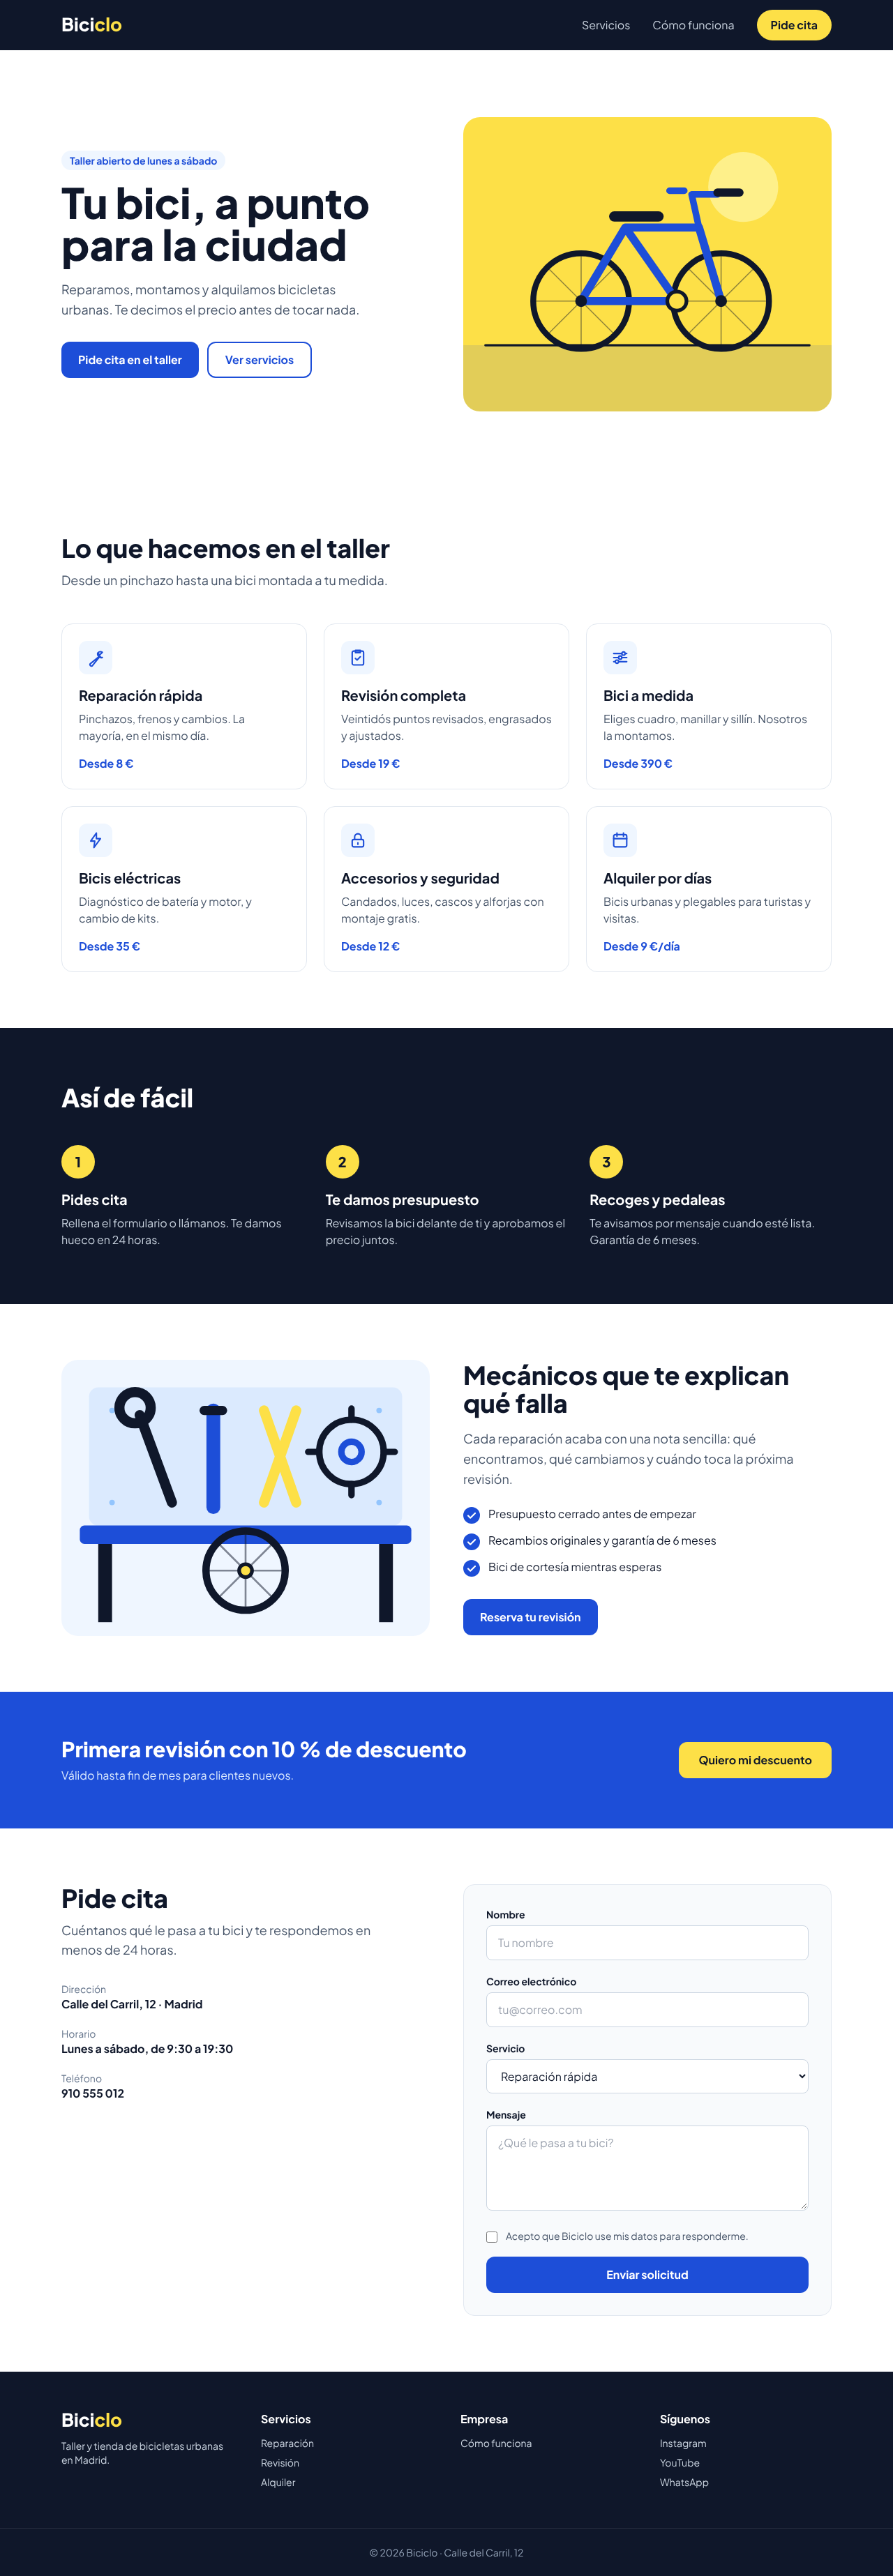 Biciclo
Servicios
Cómo funciona
Pide cita
Taller abierto de lunes a sábado
Tu bici, a punto
para la ciudad
Reparamos, montamos y alquilamos bicicletas
urbanas. Te decimos el precio antes de tocar nada.
Pide cita en el taller
Ver servicios
Lo que hacemos en el taller
Desde un pinchazo hasta una bici montada a tu medida.
Reparación rápida
Pinchazos, frenos y cambios. La
mayoría, en el mismo día.
Desde 8 €
Revisión completa
Veintidós puntos revisados, engrasados
y ajustados.
Desde 19 €
Bici a medida
Eliges cuadro, manillar y sillín. Nosotros
la montamos.
Desde 390 €
Bicis eléctricas
Diagnóstico de batería y motor, y
cambio de kits.
Desde 35 €
Accesorios y seguridad
Candados, luces, cascos y alforjas con
montaje gratis.
Desde 12 €
Alquiler por días
Bicis urbanas y plegables para turistas y
visitas.
Desde 9 €/día
Así de fácil
1
Pides cita
Rellena el formulario o llámanos. Te damos
hueco en 24 horas.
2
Te damos presupuesto
Revisamos la bici delante de ti y aprobamos el
precio juntos.
3
Recoges y pedaleas
Te avisamos por mensaje cuando esté lista.
Garantía de 6 meses.
Mecánicos que te explican
qué falla
Cada reparación acaba con una nota sencilla: qué
encontramos, qué cambiamos y cuándo toca la próxima
revisión.
Presupuesto cerrado antes de empezar
Recambios originales y garantía de 6 meses
Bici de cortesía mientras esperas
Reserva tu revisión
Primera revisión con 10 % de descuento
Válido hasta fin de mes para clientes nuevos.
Quiero mi descuento
Pide cita
Cuéntanos qué le pasa a tu bici y te respondemos en
menos de 24 horas.
Dirección
Calle del Carril, 12 · Madrid
Horario
Lunes a sábado, de 9:30 a 19:30
Teléfono
910 555 012
Nombre
Tu nombre
Correo electrónico
tu@correo.com
Servicio
Reparación rápida
Mensaje
¿Qué le pasa a tu bici?
Acepto que Biciclo use mis datos para responderme.
Enviar solicitud
Biciclo
Taller y tienda de bicicletas urbanas
en Madrid.
Servicios
Reparación
Revisión
Alquiler
Empresa
Cómo funciona
Síguenos
Instagram
YouTube
WhatsApp
© 2026 Biciclo · Calle del Carril, 12